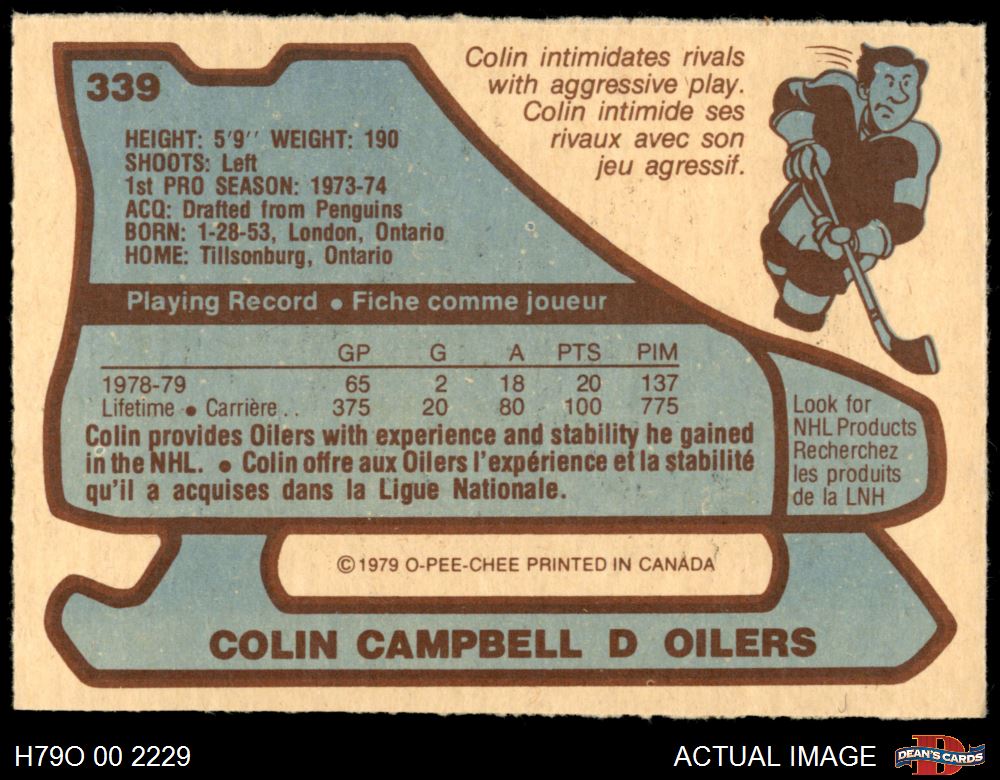 339
Colin intimidates rivals
with aggressive play.
Colin intimide ses
rivaux avec son
jeu agressif.
HEIGHT: 5'9'' WEIGHT: 190
SHOOTS: Left
1st PRO SEASON: 1973-74
ACQ: Drafted from Penguins
BORN: 1-28-53, London, Ontario
HOME: Tillsonburg, Ontario
Playing Record • Fiche comme joueur
GP G A PTS PIM
1978-79 65 2 18 20 137
Lifetime • Carrière . . 375 20 80 100 775
Colin provides Oilers with experience and stability he gained
in the NHL. • Colin offre aux Oilers l'expérience et la stabilité
qu'il a acquises dans la Ligue Nationale.
Look for
NHL Products
Recherchez
les produits
de la LNH
©1979 O-PEE-CHEE PRINTED IN CANADA
COLIN CAMPBELL D OILERS
H79O 00 2229
ACTUAL IMAGE
D
DEAN'S CARDS